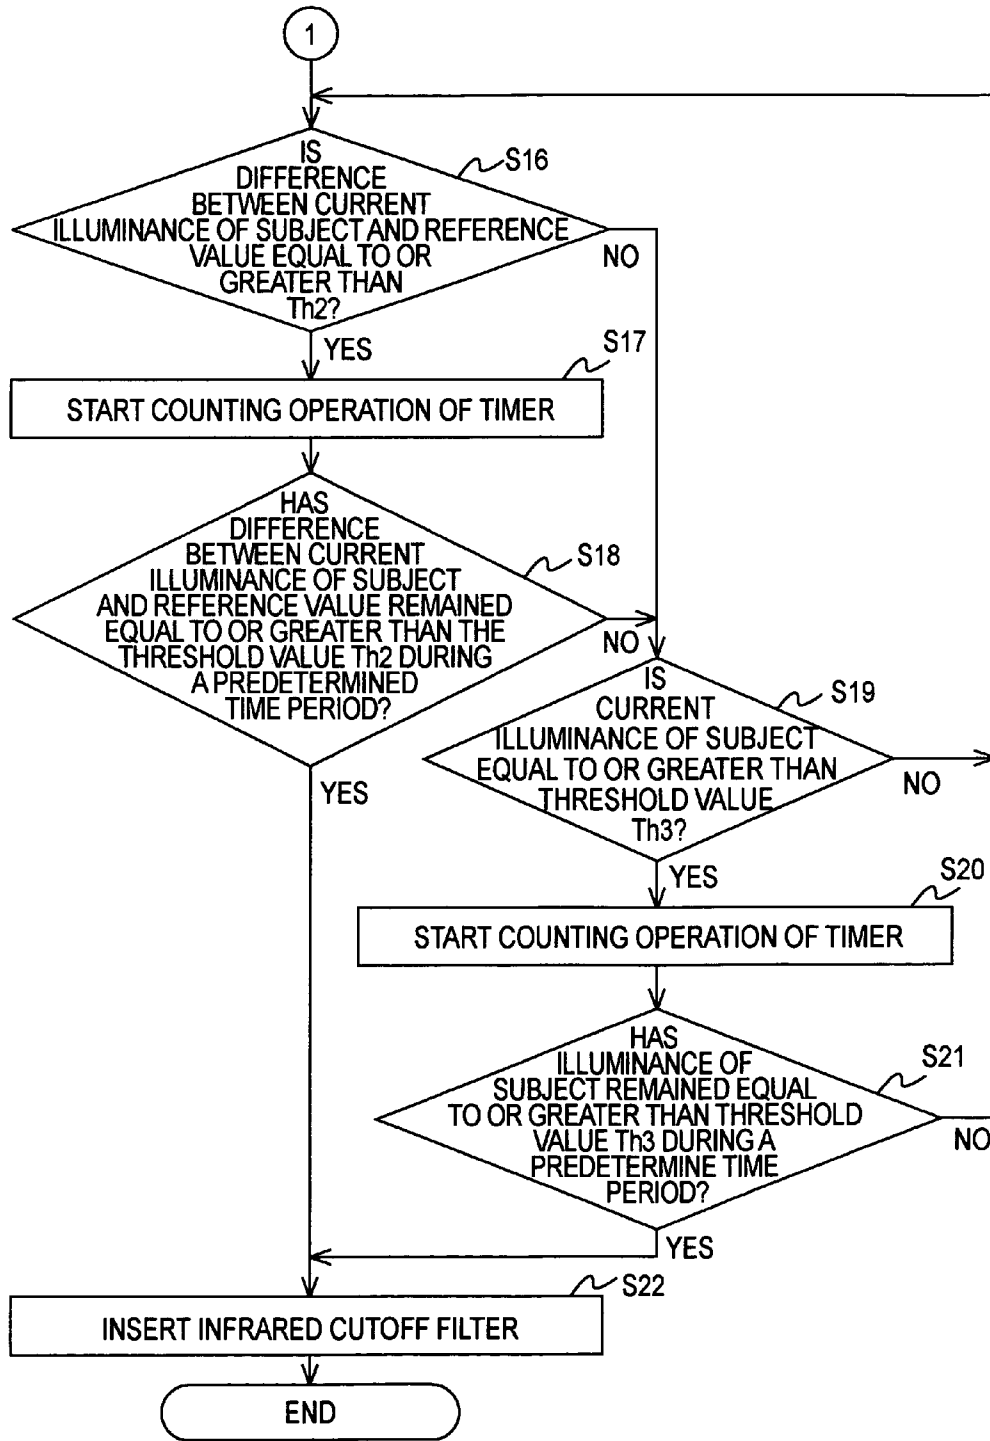 1
IS
DIFFERENCE
BETWEEN CURRENT
ILLUMINANCE OF SUBJECT AND REFERENCE
VALUE EQUAL TO OR
GREATER THAN
Th2?
S16
NO
YES
S17
START COUNTING OPERATION OF TIMER
HAS
DIFFERENCE
BETWEEN CURRENT
ILLUMINANCE OF SUBJECT
AND REFERENCE VALUE REMAINED
EQUAL TO OR GREATER THAN THE
THRESHOLD VALUE Th2 DURING
A PREDETERMINED
TIME PERIOD?
S18
NO
YES
IS
CURRENT
ILLUMINANCE OF SUBJECT
EQUAL TO OR GREATER THAN
THRESHOLD VALUE
Th3?
S19
NO
YES
S20
START COUNTING OPERATION OF TIMER
HAS
ILLUMINANCE OF
SUBJECT REMAINED EQUAL
TO OR GREATER THAN THRESHOLD
VALUE Th3 DURING A
PREDETERMINE TIME
PERIOD?
S21
NO
YES
S22
INSERT INFRARED CUTOFF FILTER
END